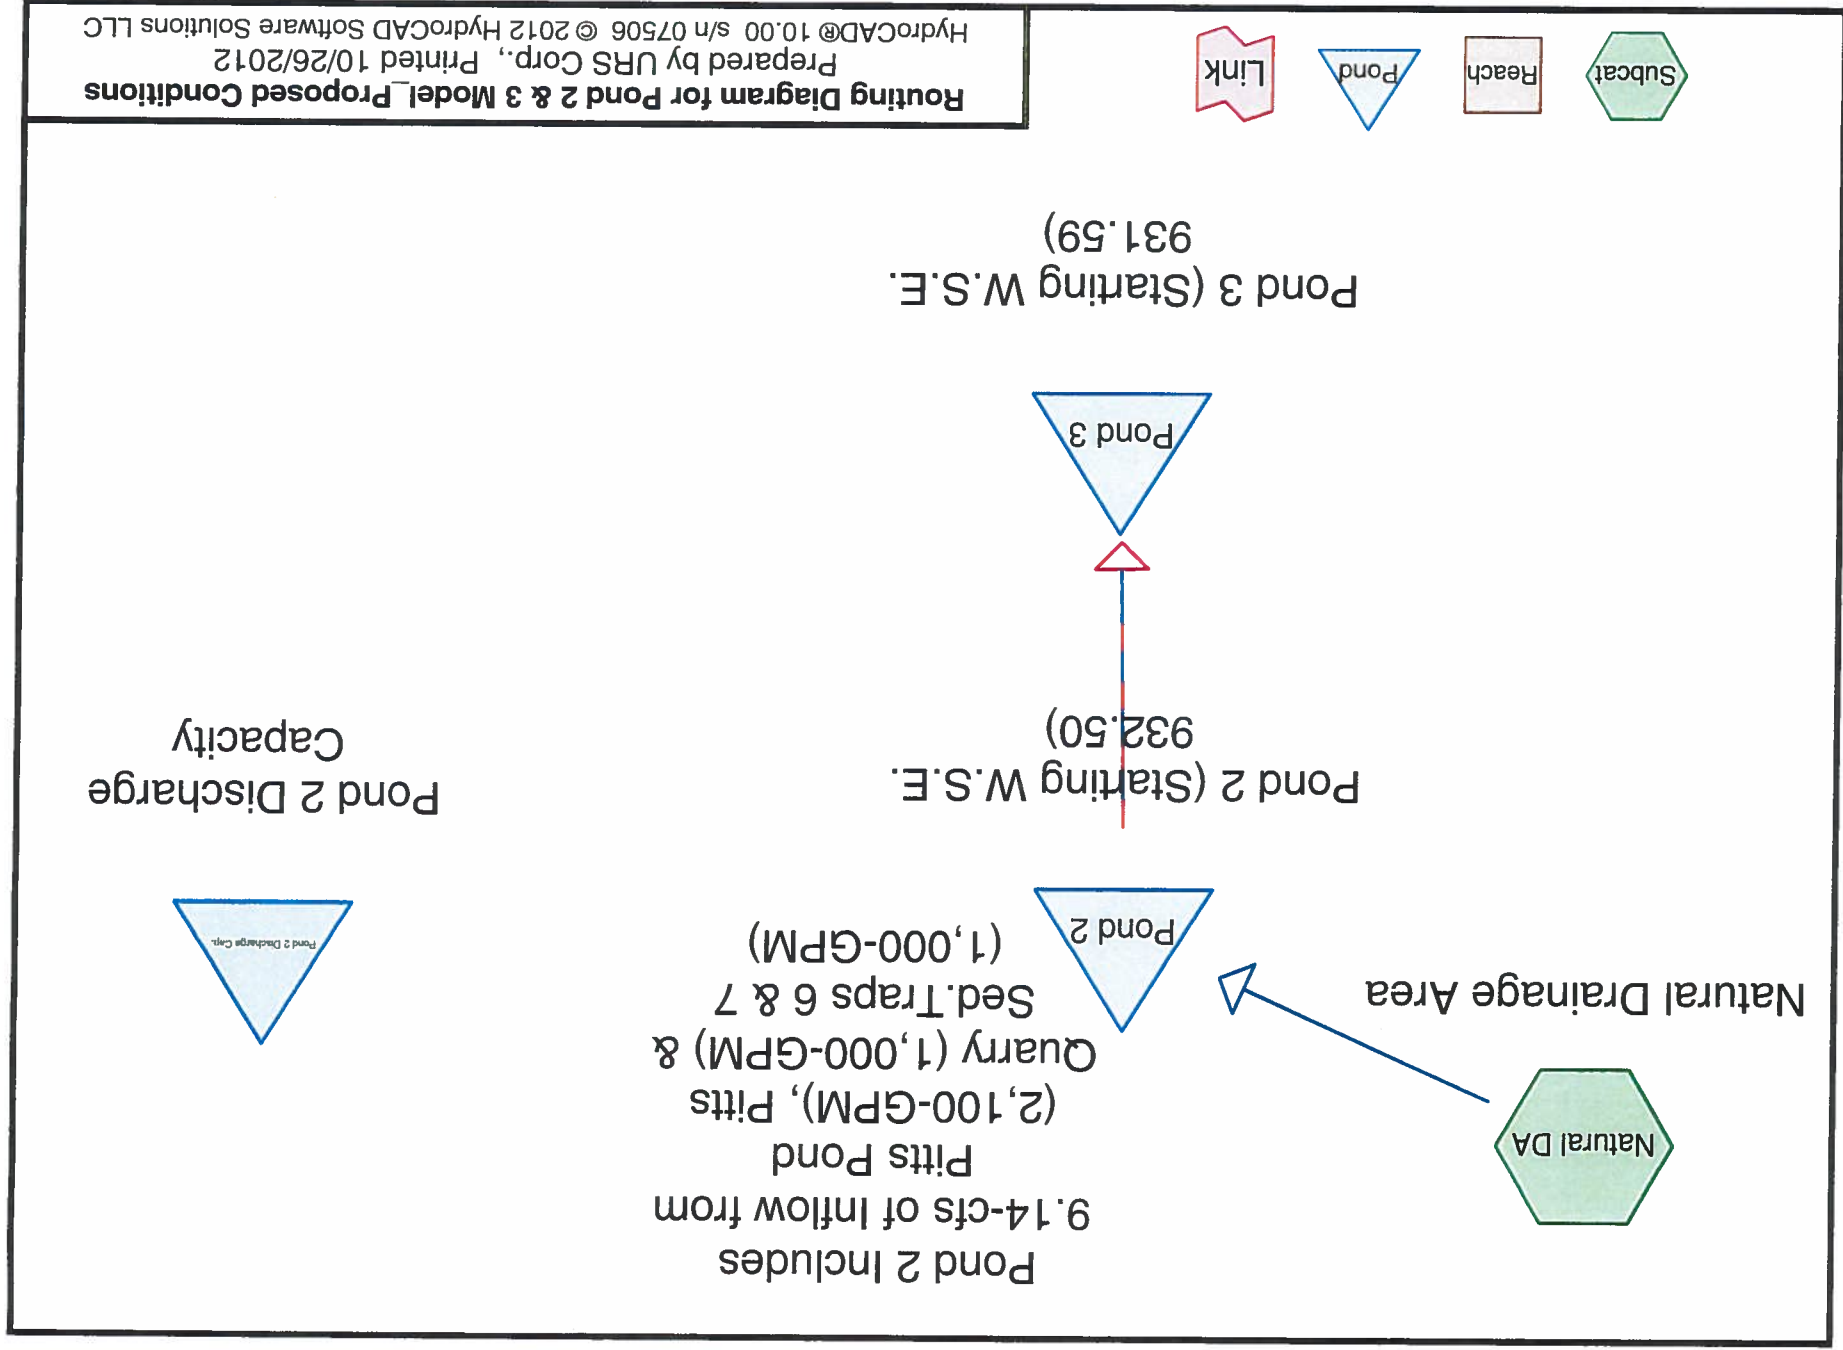 Pond 2 Includes
9.14-cfs of Inflow from
Pitts Pond
(2,100-GPM), Pitts
Quarry (1,000-GPM) &
Sed.Traps 6 & 7
(1,000-GPM)
Natural DA
Natural Drainage Area
Pond 2
Pond 2 (Starting W.S.E.
932.50)
Pond 2 Discharge Cap.
Pond 2 Discharge
Capacity
Pond 3
Pond 3 (Starting W.S.E.
931.59)
Subcat
Reach
Pond
Link
Routing Diagram for Pond 2 & 3 Model_Proposed Conditions
Prepared by URS Corp., Printed 10/26/2012
HydroCAD® 10.00 s/n 07506 © 2012 HydroCAD Software Solutions LLC